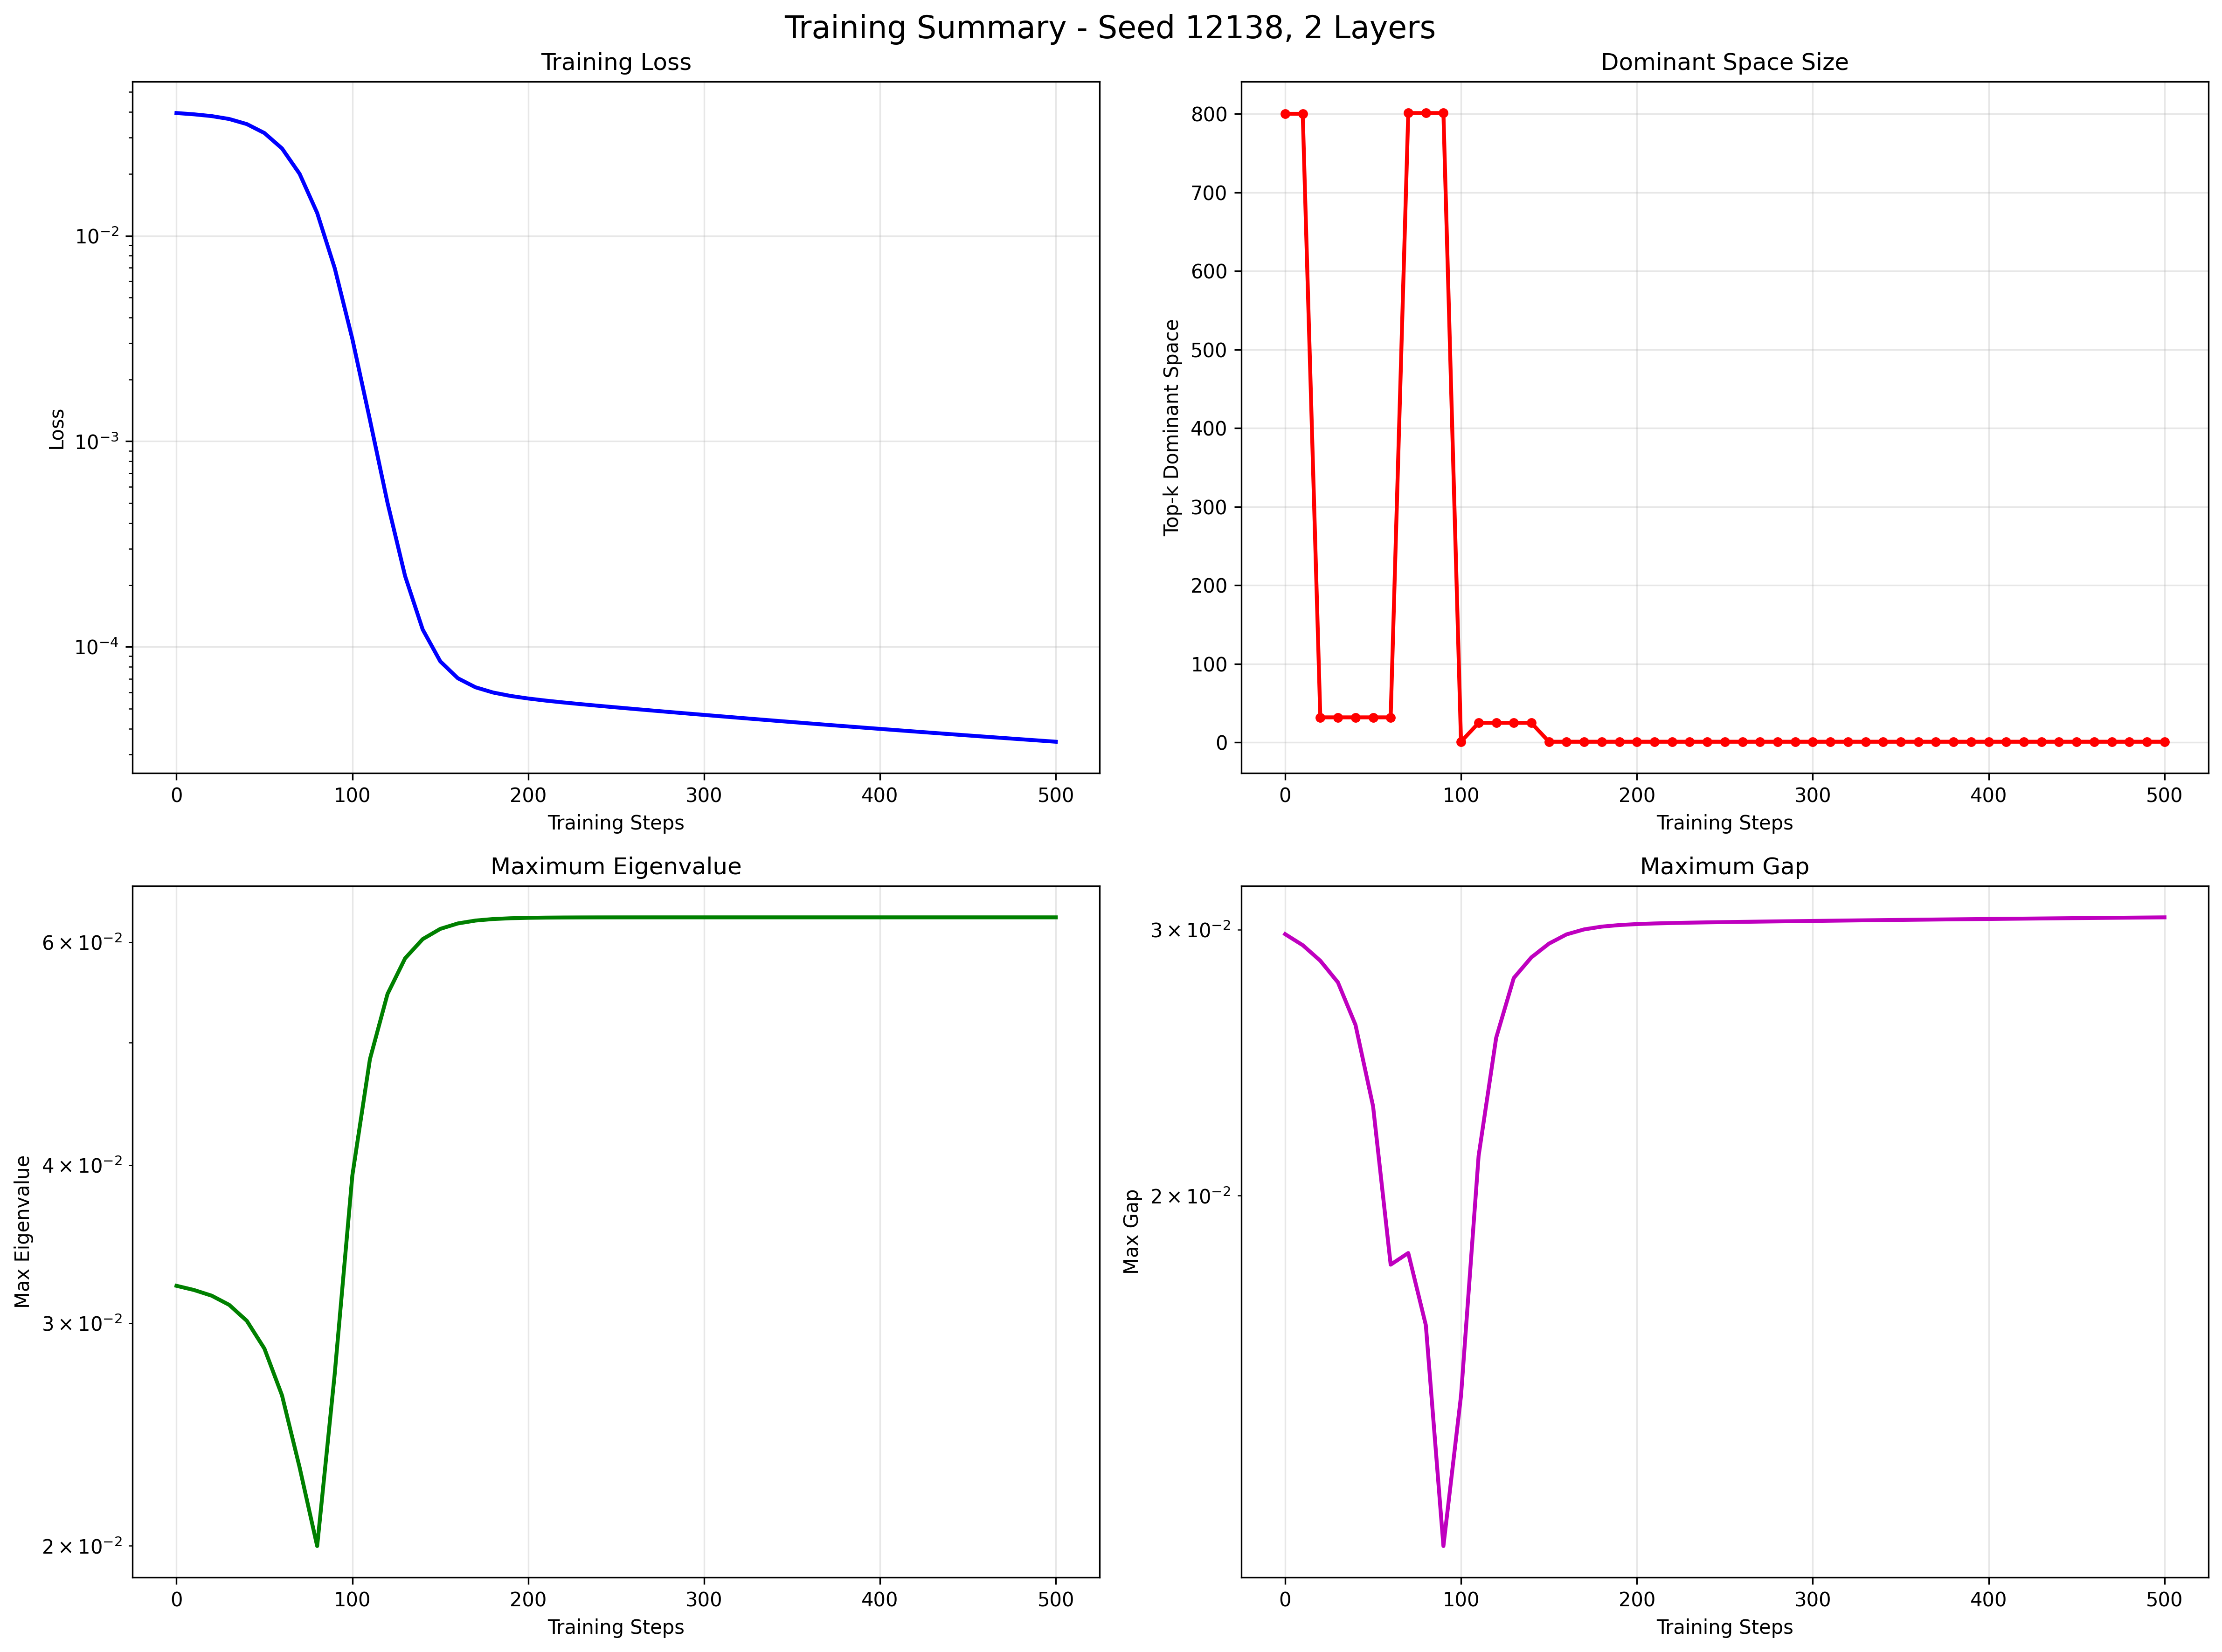 Training Summary - Seed 12138, 2 Layers
Training Loss
Loss
10⁻²
10⁻³
10⁻⁴
0 100 200 300 400 500
Training Steps
Dominant Space Size
Top-k Dominant Space
800
700
600
500
400
300
200
100
0
0 100 200 300 400 500
Training Steps
Maximum Eigenvalue
Max Eigenvalue
6 × 10⁻²
4 × 10⁻²
3 × 10⁻²
2 × 10⁻²
0 100 200 300 400 500
Training Steps
Maximum Gap
Max Gap
3 × 10⁻²
2 × 10⁻²
0 100 200 300 400 500
Training Steps